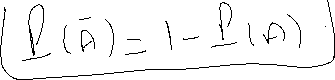 P(Ā) = 1 - P(A)